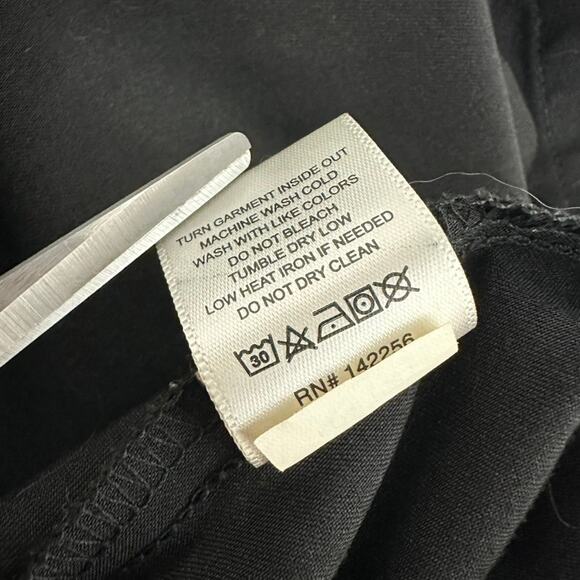 TURN GARMENT INSIDE OUT
MACHINE WASH COLD
WASH WITH LIKE COLORS
DO NOT BLEACH
TUMBLE DRY LOW
LOW HEAT IRON IF NEEDED
DO NOT DRY CLEAN
30
RN# 142256